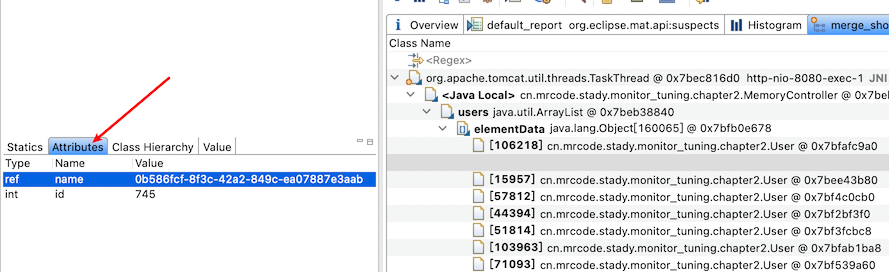 Statics Attributes Class Hierarchy Value
Type Name Value
ref name 0b586fcf-8f3c-42a2-849c-ea07887e3aab
int id 745
Overview default_report org.eclipse.mat.api:suspects Histogram merge_sho
Class Name
<Regex>
org.apache.tomcat.util.threads.TaskThread @ 0x7bec816d0 http-nio-8080-exec-1 JNI
<Java Local> cn.mrcode.stady.monitor_tuning.chapter2.MemoryController @ 0x7be
users java.util.ArrayList @ 0x7beb38840
elementData java.lang.Object[160065] @ 0x7bfb0e678
[106218] cn.mrcode.stady.monitor_tuning.chapter2.User @ 0x7bfafc9a0
[15957] cn.mrcode.stady.monitor_tuning.chapter2.User @ 0x7bee43b80
[57812] cn.mrcode.stady.monitor_tuning.chapter2.User @ 0x7bf4c0cb0
[44394] cn.mrcode.stady.monitor_tuning.chapter2.User @ 0x7bf2bf3f0
[51814] cn.mrcode.stady.monitor_tuning.chapter2.User @ 0x7bf3fcbc8
[103963] cn.mrcode.stady.monitor_tuning.chapter2.User @ 0x7bfab1ba8
[71093] cn.mrcode.stady.monitor_tuning.chapter2.User @ 0x7bf539a60